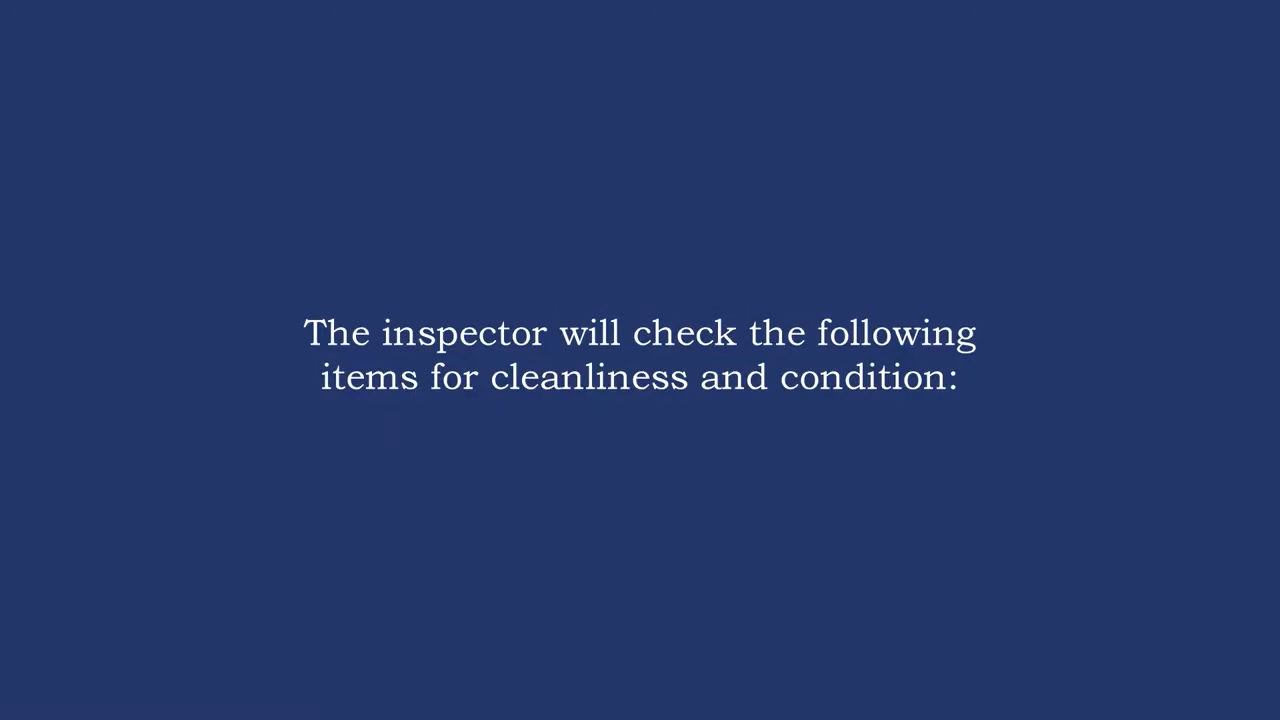 The inspector will check the following
items for cleanliness and condition: